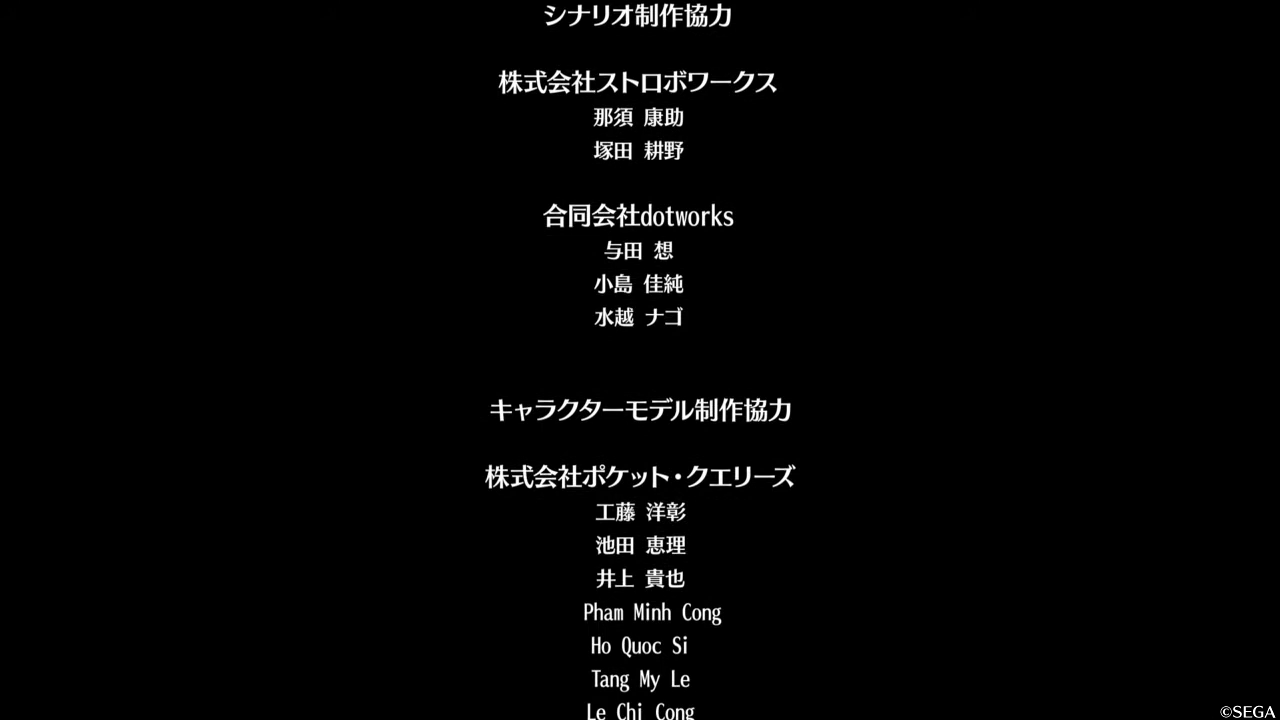 シナリオ制作協力
株式会社ストロボワークス
那須 康助
塚田 耕野
合同会社dotworks
与田 想
小島 佳純
水越 ナゴ
キャラクターモデル制作協力
株式会社ポケット・クエリーズ
工藤 洋彰
池田 恵理
井上 貴也
Pham Minh Cong
Ho Quoc Si
Tang My Le
Le Chi Cong
©SEGA